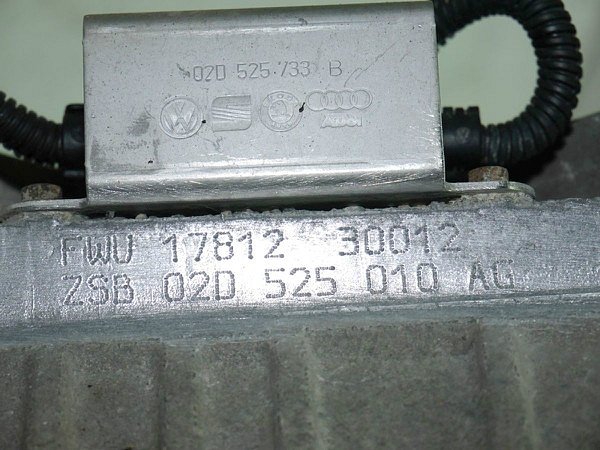 02D 525 733 B
AUDI
FWU 17812 30012
ZSB 02D 525 010 AG